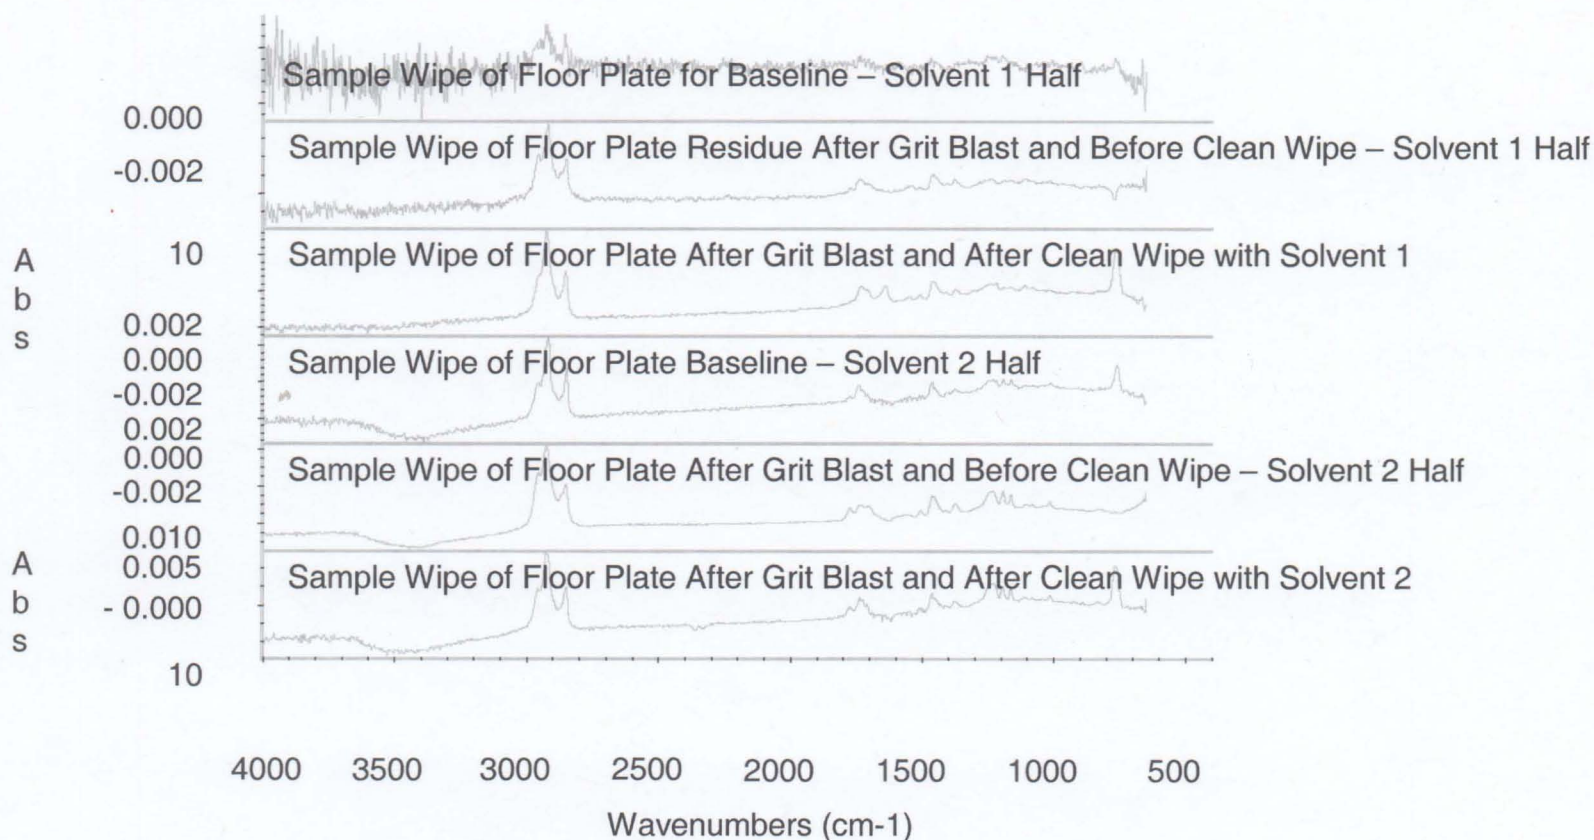 Sample Wipe of Floor Plate for Baseline – Solvent 1 Half
0.000
Sample Wipe of Floor Plate Residue After Grit Blast and Before Clean Wipe – Solvent 1 Half
-0.002
Sample Wipe of Floor Plate After Grit Blast and After Clean Wipe with Solvent 1
10
A
b
s
0.002
0.000
Sample Wipe of Floor Plate Baseline – Solvent 2 Half
-0.002
0.002
0.000
Sample Wipe of Floor Plate After Grit Blast and Before Clean Wipe – Solvent 2 Half
-0.002
0.010
A
b
s
0.005
Sample Wipe of Floor Plate After Grit Blast and After Clean Wipe with Solvent 2
- 0.000
10
4000 3500 3000 2500 2000 1500 1000 500
Wavenumbers (cm-1)